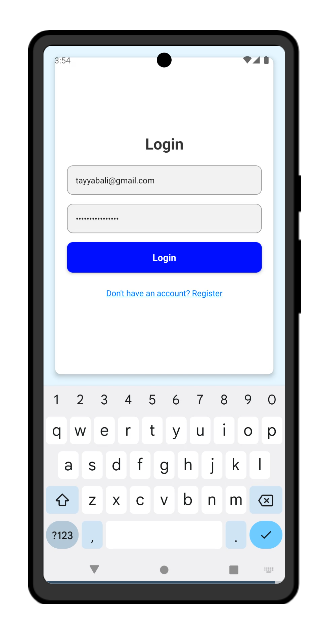 3:54
Login
tayyabali@gmail.com
••••••••••••••••
Login
Don't have an account? Register
1 2 3 4 5 6 7 8 9 0
q w e r t y u i o p
a s d f g h j k l
z x c v b n m
?123 , .